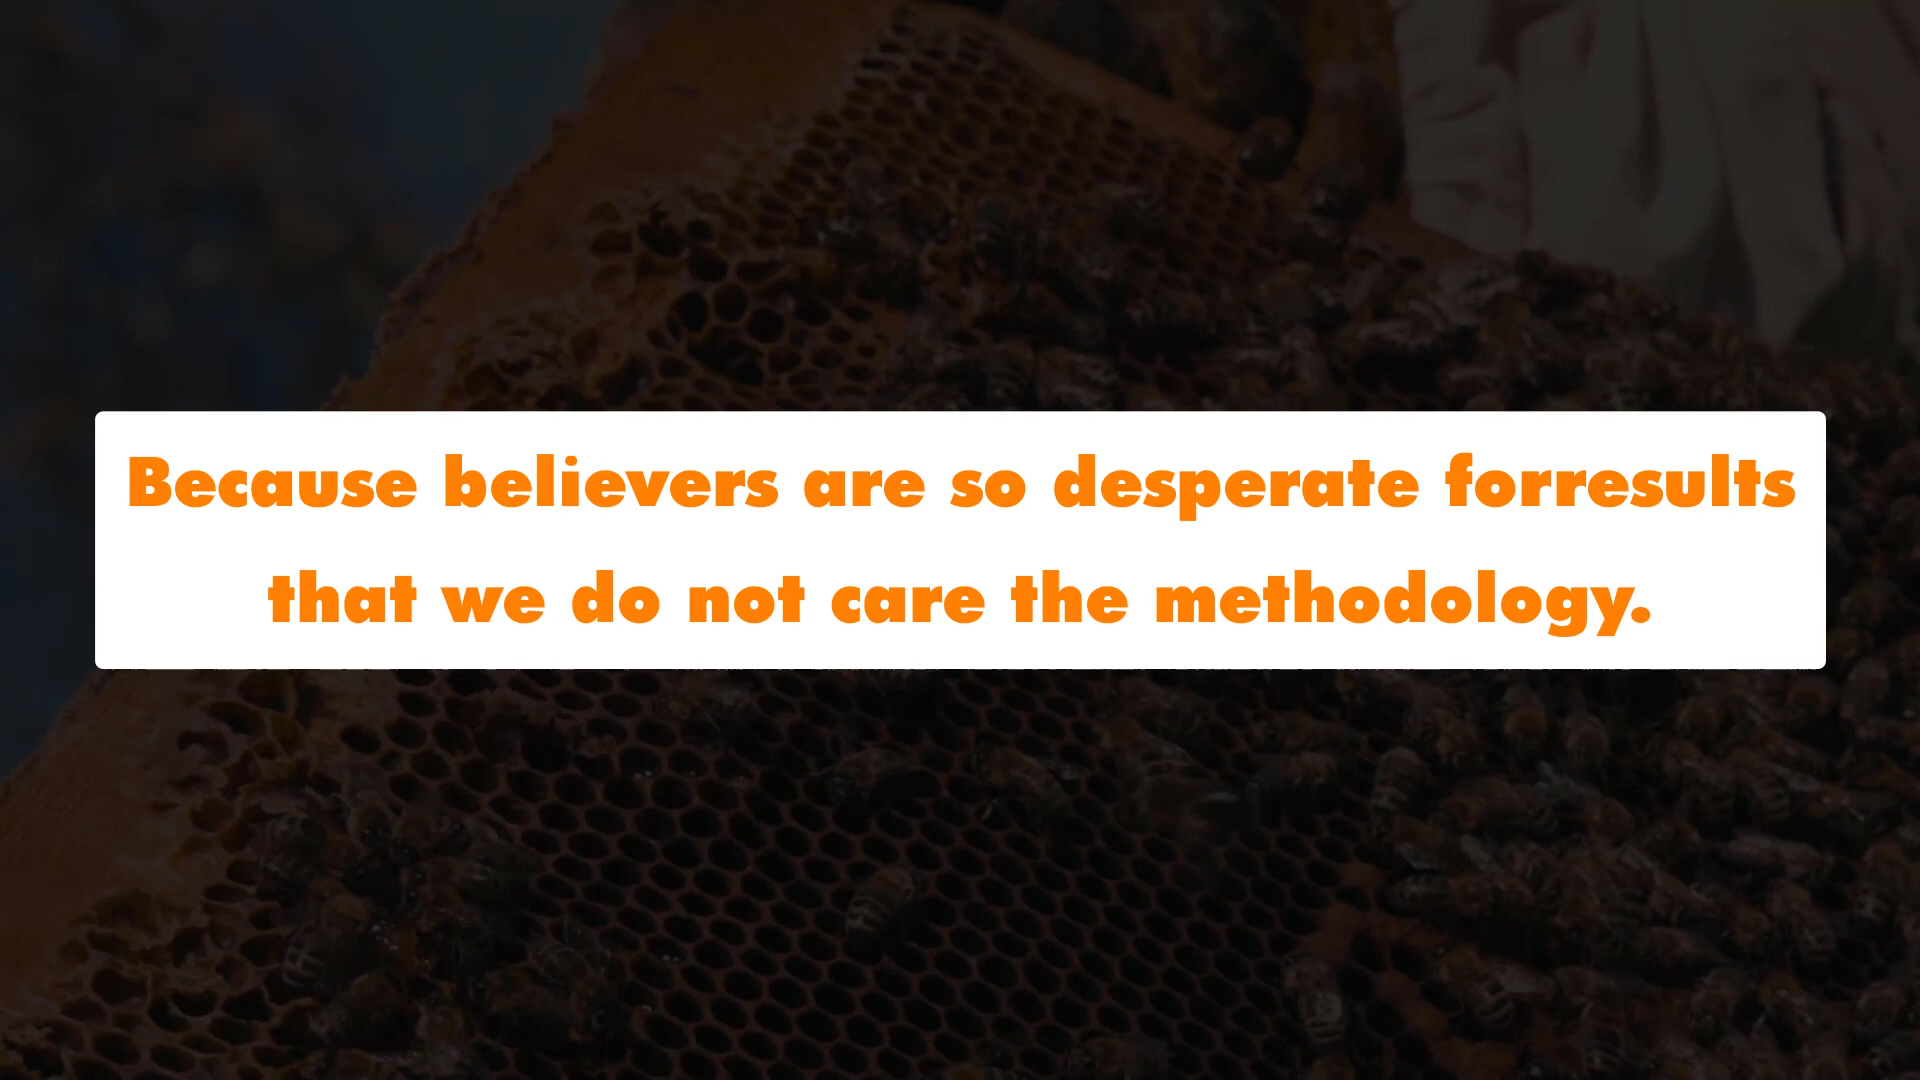 Because believers are so desperate forresults
that we do not care the methodology.